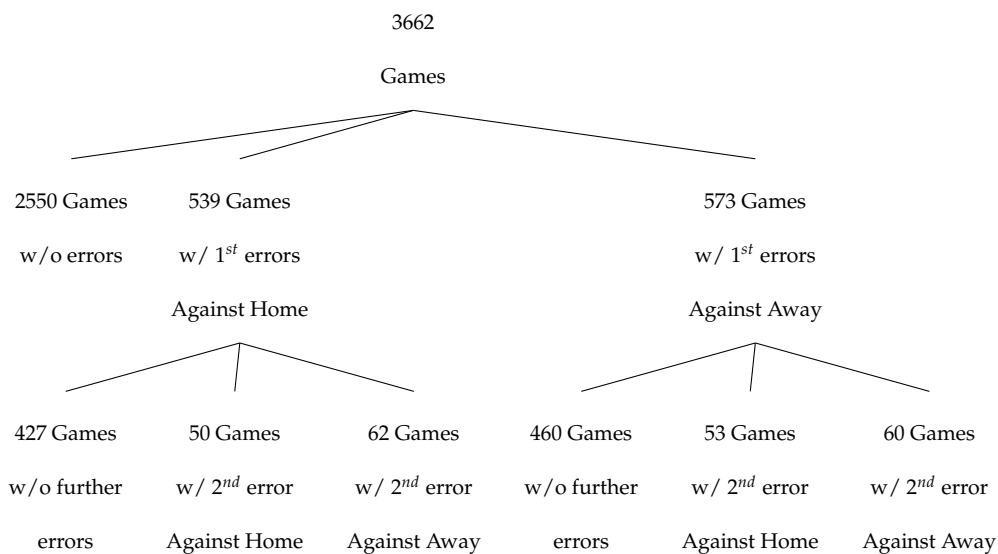 3662
Games
2550 Games
w/o errors
539 Games
w/ 1st errors
Against Home
573 Games
w/ 1st errors
Against Away
427 Games
w/o further
errors
50 Games
w/ 2nd error
Against Home
62 Games
w/ 2nd error
Against Away
460 Games
w/o further
errors
53 Games
w/ 2nd error
Against Home
60 Games
w/ 2nd error
Against Away